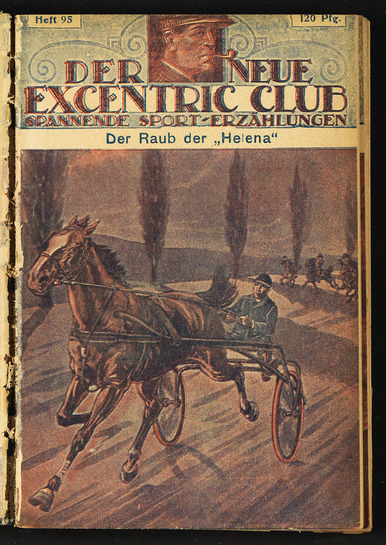 Heft 95
120 Pfg.
DER NEUE
EXCENTRIC CLUB
SPANNENDE SPORT-ERZÄHLUNGEN
Der Raub der „Helena“